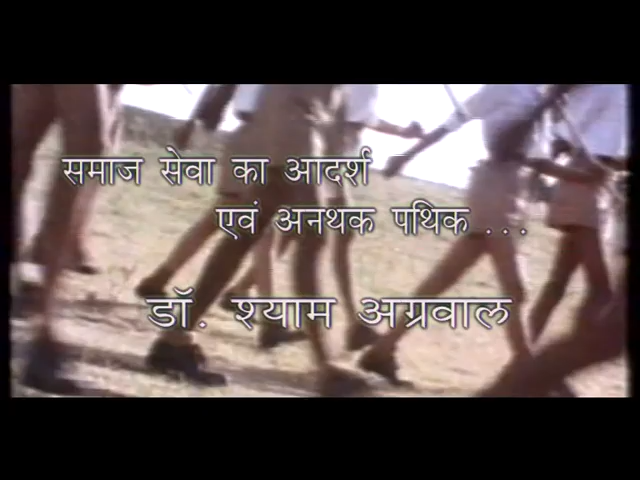 समाज सेवा का आदर्श
एवं अनथक पथिक ...
डॉ. श्याम अग्रवाल